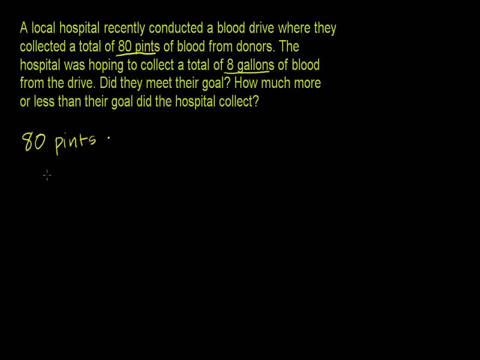 A local hospital recently conducted a blood drive where they
collected a total of 80 pints of blood from donors. The
hospital was hoping to collect a total of 8 gallons of blood
from the drive. Did they meet their goal? How much more
or less than their goal did the hospital collect?
80 pints ·